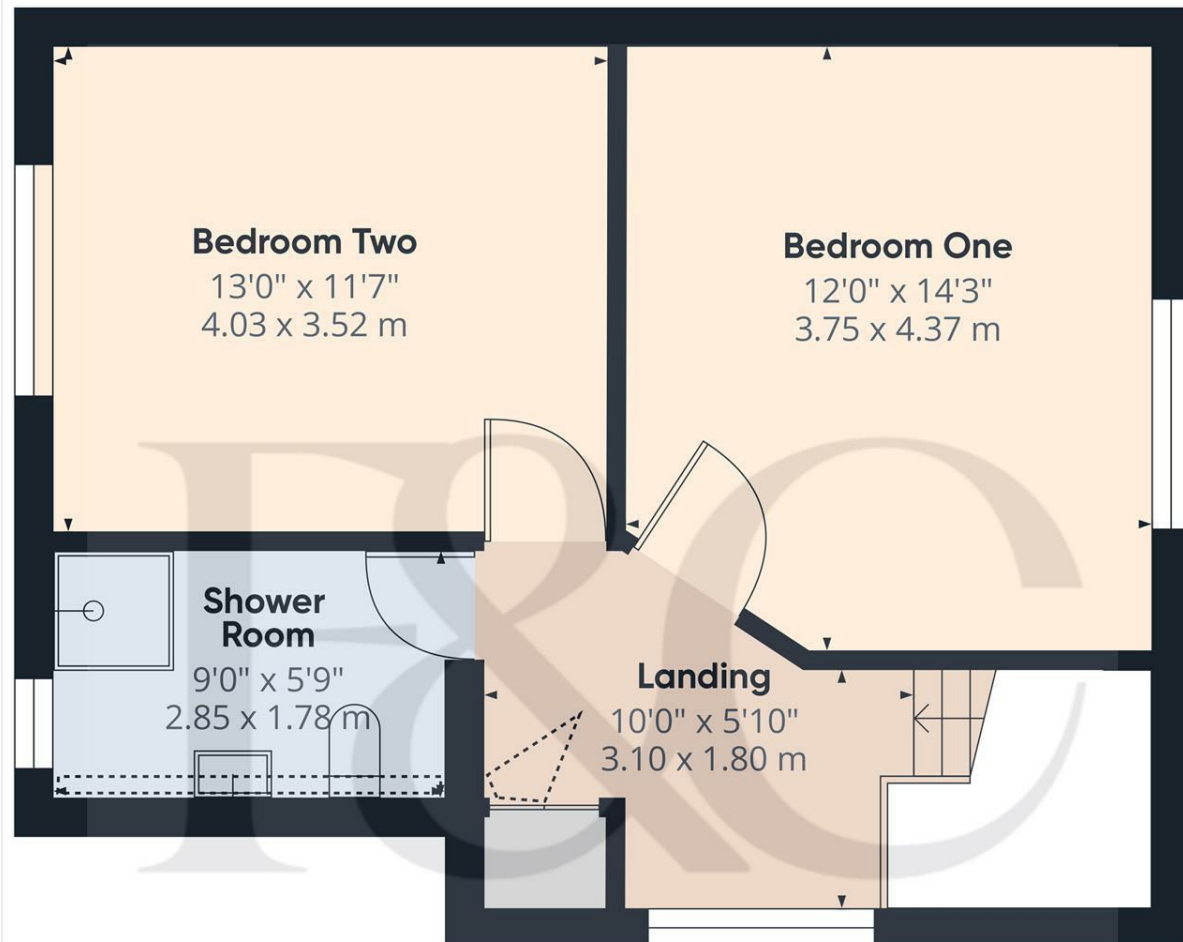 Bedroom Two
13'0" x 11'7"
4.03 x 3.52 m
Bedroom One
12'0" x 14'3"
3.75 x 4.37 m
Shower
Room
9'0" x 5'9"
2.85 x 1.78 m
Landing
10'0" x 5'10"
3.10 x 1.80 m
F&C